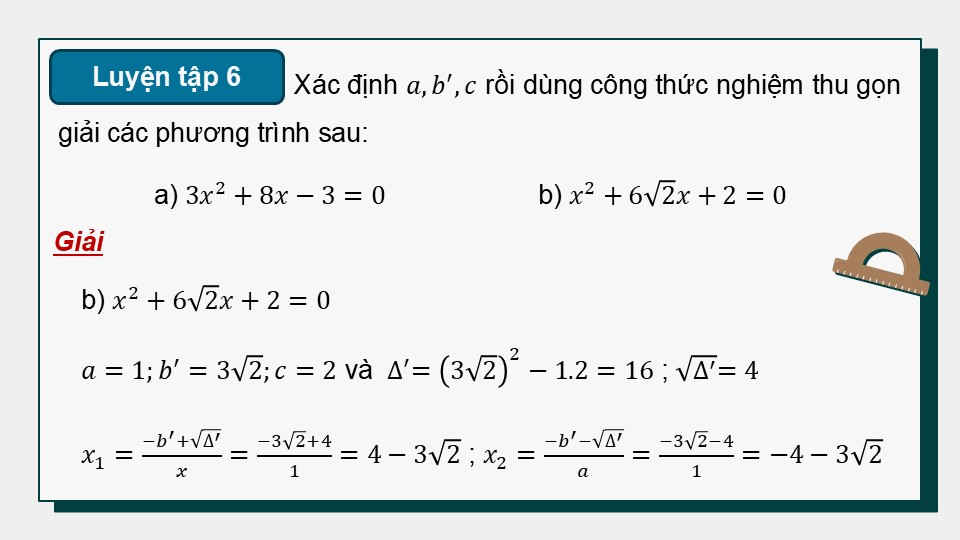 Luyện tập 6 Xác định 𝑎, 𝑏′, 𝑐 rồi dùng công thức nghiệm thu gọn
giải các phương trình sau:
a) 3𝑥² + 8𝑥 − 3 = 0 b) 𝑥² + 6√2𝑥 + 2 = 0
Giải
b) 𝑥² + 6√2𝑥 + 2 = 0
𝑎 = 1; 𝑏′ = 3√2; 𝑐 = 2 và Δ′= (3√2)² − 1.2 = 16 ; √Δ′= 4
𝑥₁ = (−𝑏′+√Δ′)/𝑥 = (−3√2+4)/1 = 4 − 3√2 ; 𝑥₂ = (−𝑏′−√Δ′)/𝑎 = (−3√2−4)/1 = −4 − 3√2